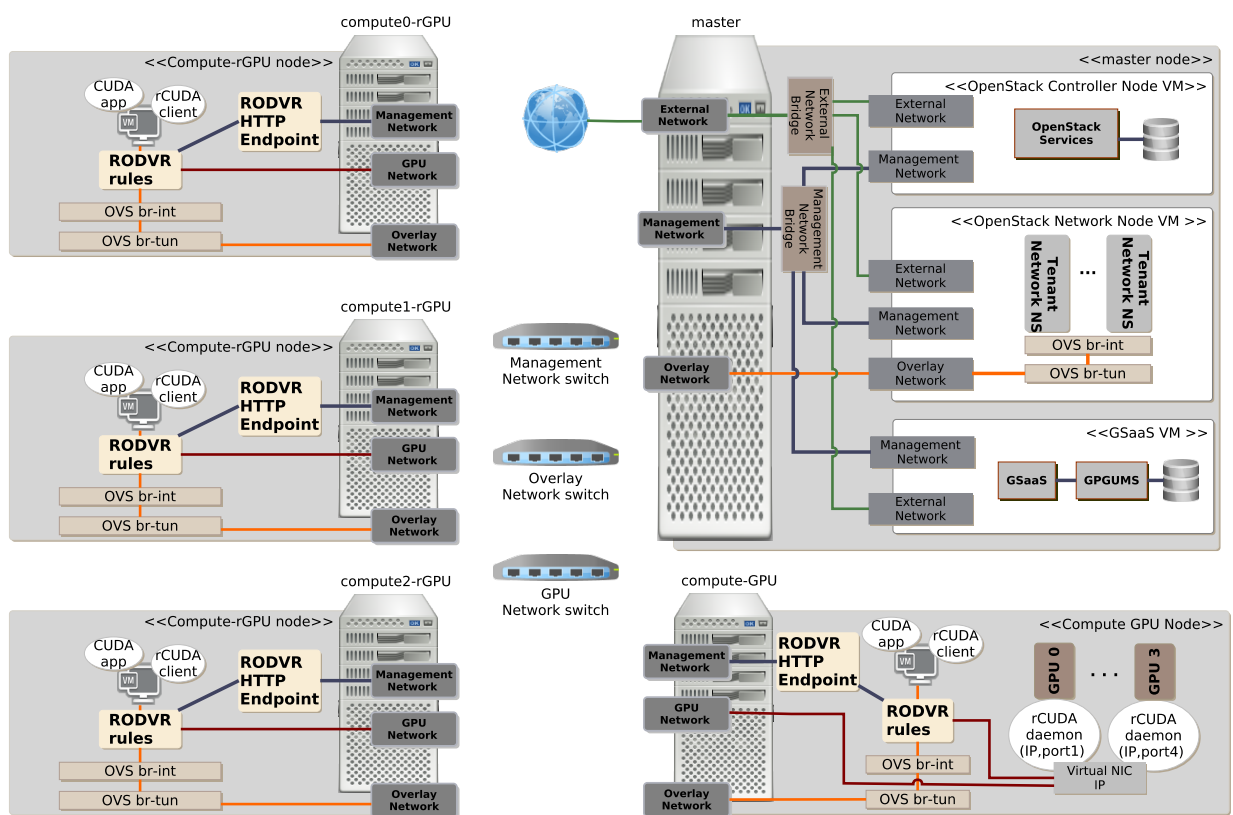 compute0-rGPU
<<Compute-rGPU node>>
CUDA
app
rCUDA
client
VM
RODVR
HTTP
Endpoint
RODVR
rules
OVS br-int
OVS br-tun
OK
Management
Network
GPU
Network
Overlay
Network
compute1-rGPU
<<Compute-rGPU node>>
CUDA
app
rCUDA
client
VM
RODVR
HTTP
Endpoint
RODVR
rules
OVS br-int
OVS br-tun
OK
Management
Network
GPU
Network
Overlay
Network
compute2-rGPU
<<Compute-rGPU node>>
CUDA
app
rCUDA
client
VM
RODVR
HTTP
Endpoint
RODVR
rules
OVS br-int
OVS br-tun
OK
Management
Network
GPU
Network
Overlay
Network
Management
Network switch
Overlay
Network switch
GPU
Network switch
master
<<master node>>
OK
External
Network
Management
Network
Overlay
Network
External
Network
Bridge
Management
Network
Bridge
<<OpenStack Controller Node VM>>
External
Network
Management
Network
OpenStack
Services
<<OpenStack Network Node VM >>
External
Network
Management
Network
Overlay
Network
Tenant
Network NS
...
Tenant
Network NS
OVS br-int
OVS br-tun
<<GSaaS VM >>
Management
Network
External
Network
GSaaS
GPGUMS
compute-GPU
<<Compute GPU Node>>
OK
Management
Network
GPU
Network
Overlay
Network
RODVR
HTTP
Endpoint
CUDA
app
rCUDA
client
VM
RODVR
rules
OVS br-int
OVS br-tun
GPU 0
. . .
GPU 3
rCUDA
daemon
(IP,port1)
rCUDA
daemon
(IP,port4)
Virtual NIC
IP